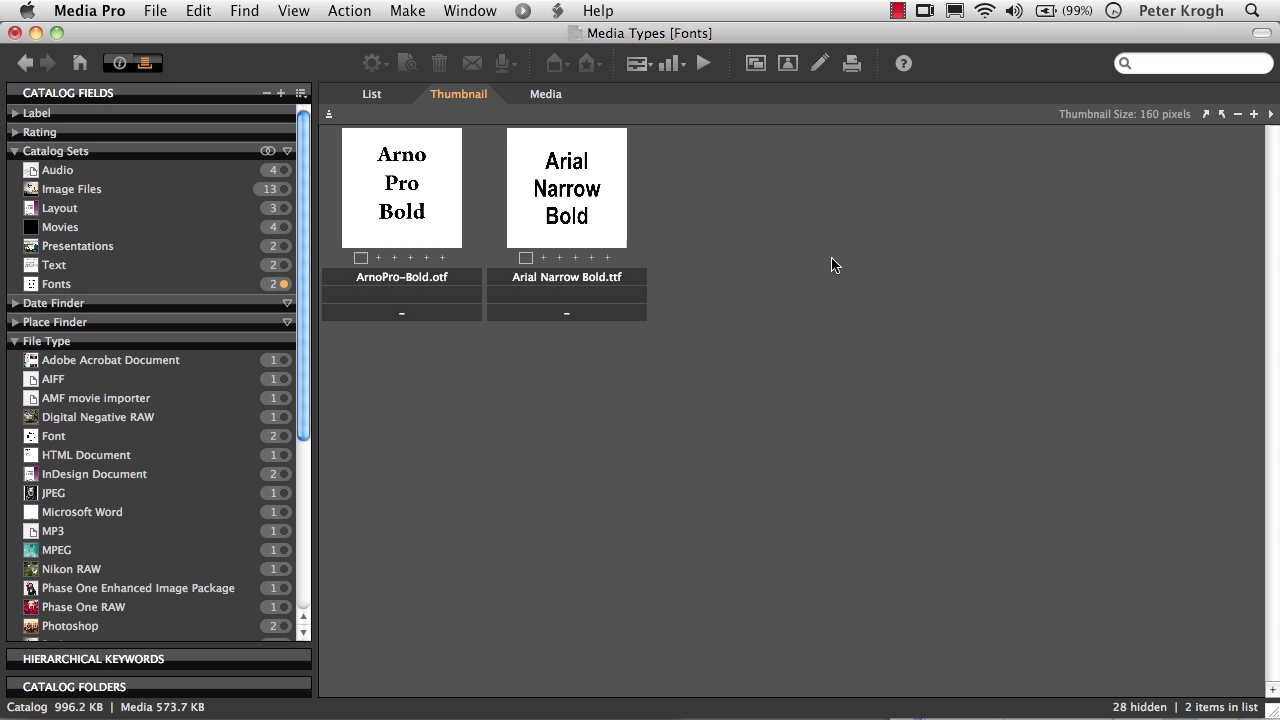 Media Pro File Edit Find View Action Make Window Help (99%) Peter Krogh
Media Types [Fonts]
CATALOG FIELDS
Label
Rating
Catalog Sets
Audio 4
Image Files 13
Layout 3
Movies 4
Presentations 2
Text 2
Fonts 2
Date Finder
Place Finder
File Type
Adobe Acrobat Document 1
AIFF 1
AMF movie importer 1
Digital Negative RAW 1
Font 2
HTML Document 1
InDesign Document 2
JPEG 1
Microsoft Word 1
MP3 1
MPEG 1
Nikon RAW 1
Phase One Enhanced Image Package 1
Phase One RAW 1
Photoshop 2
HIERARCHICAL KEYWORDS
CATALOG FOLDERS
List Thumbnail Media
Thumbnail Size: 160 pixels
Arno
Pro
Bold
ArnoPro-Bold.otf
–
Arial
Narrow
Bold
Arial Narrow Bold.ttf
–
Catalog 996.2 KB | Media 573.7 KB
28 hidden | 2 items in list